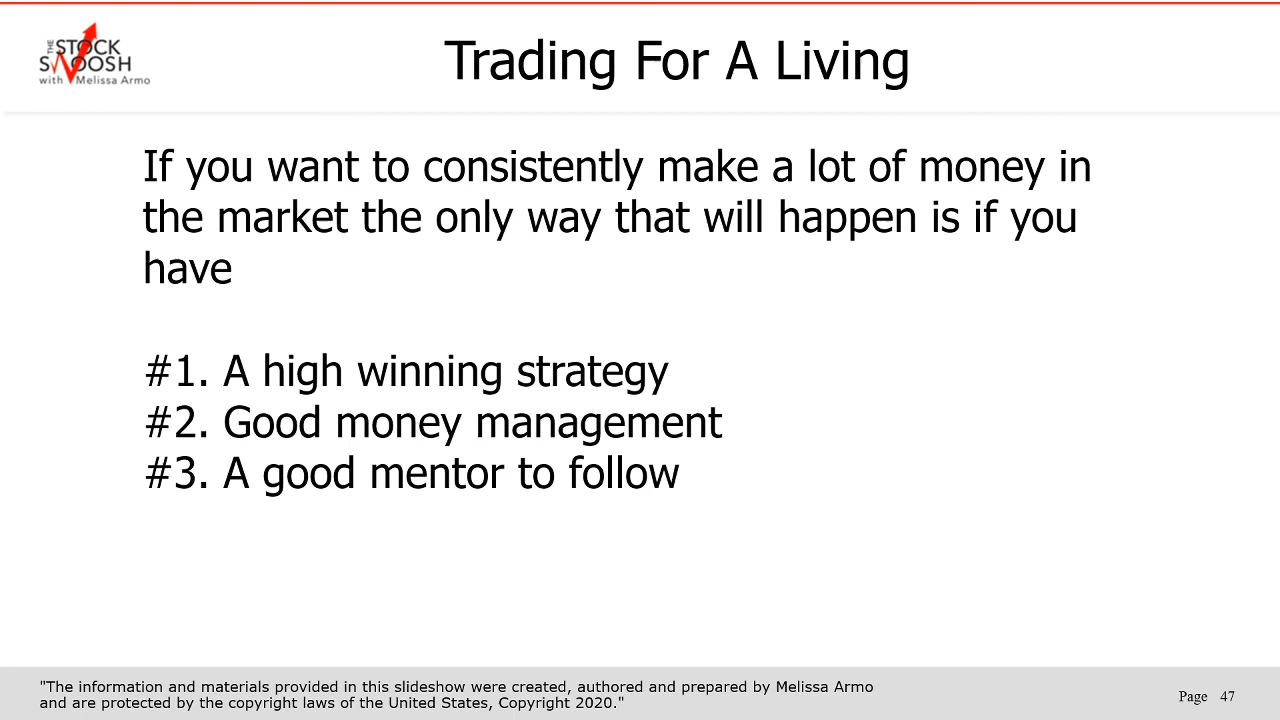 THE
STOCK
SWOOSH
with Melissa Armo
Trading For A Living
If you want to consistently make a lot of money in
the market the only way that will happen is if you
have
#1. A high winning strategy
#2. Good money management
#3. A good mentor to follow
"The information and materials provided in this slideshow were created, authored and prepared by Melissa Armo
and are protected by the copyright laws of the United States, Copyright 2020."
Page 47